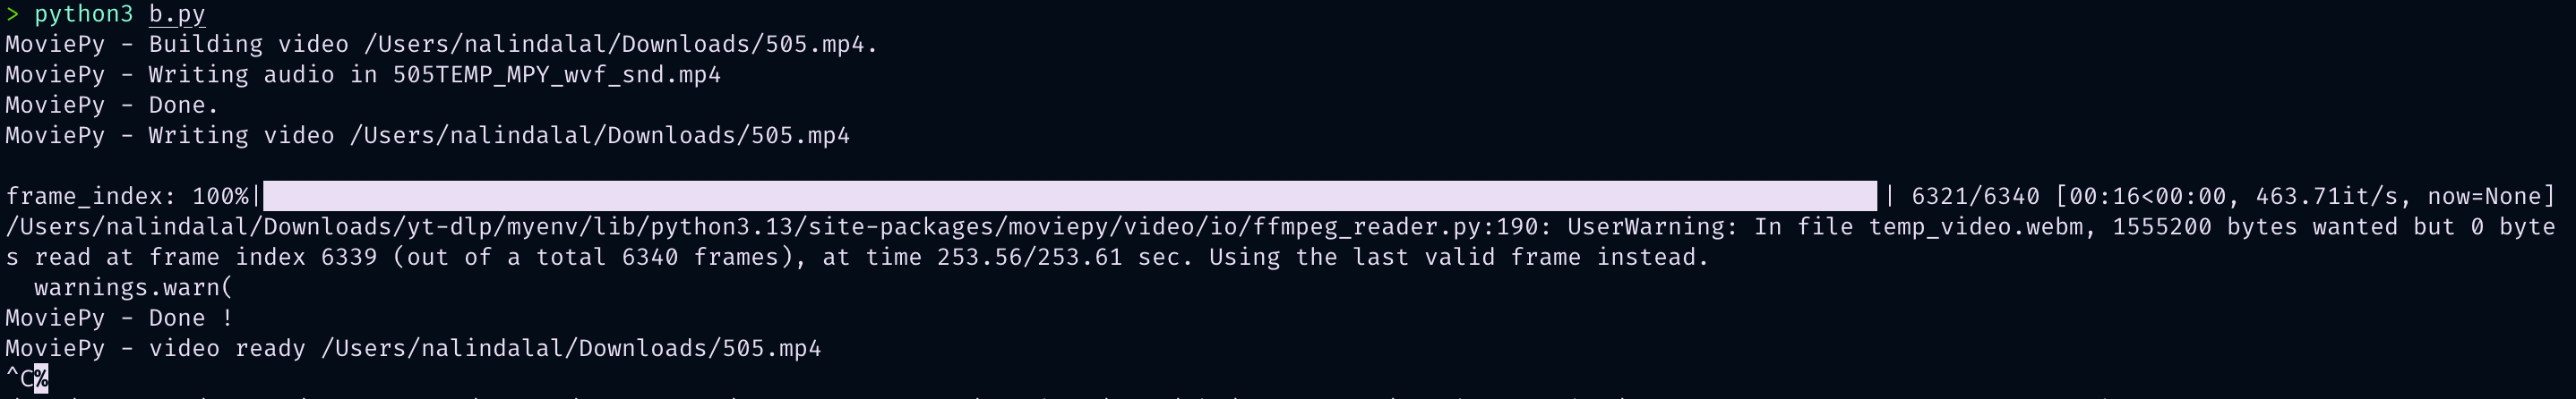 > python3 b.py
MoviePy - Building video /Users/nalindalal/Downloads/505.mp4.
MoviePy - Writing audio in 505TEMP_MPY_wvf_snd.mp4
MoviePy - Done.
MoviePy - Writing video /Users/nalindalal/Downloads/505.mp4
frame_index: 100%| | 6321/6340 [00:16<00:00, 463.71it/s, now=None]
/Users/nalindalal/Downloads/yt-dlp/myenv/lib/python3.13/site-packages/moviepy/video/io/ffmpeg_reader.py:190: UserWarning: In file temp_video.webm, 1555200 bytes wanted but 0 byte
s read at frame index 6339 (out of a total 6340 frames), at time 253.56/253.61 sec. Using the last valid frame instead.
  warnings.warn(
MoviePy - Done !
MoviePy - video ready /Users/nalindalal/Downloads/505.mp4
^C%